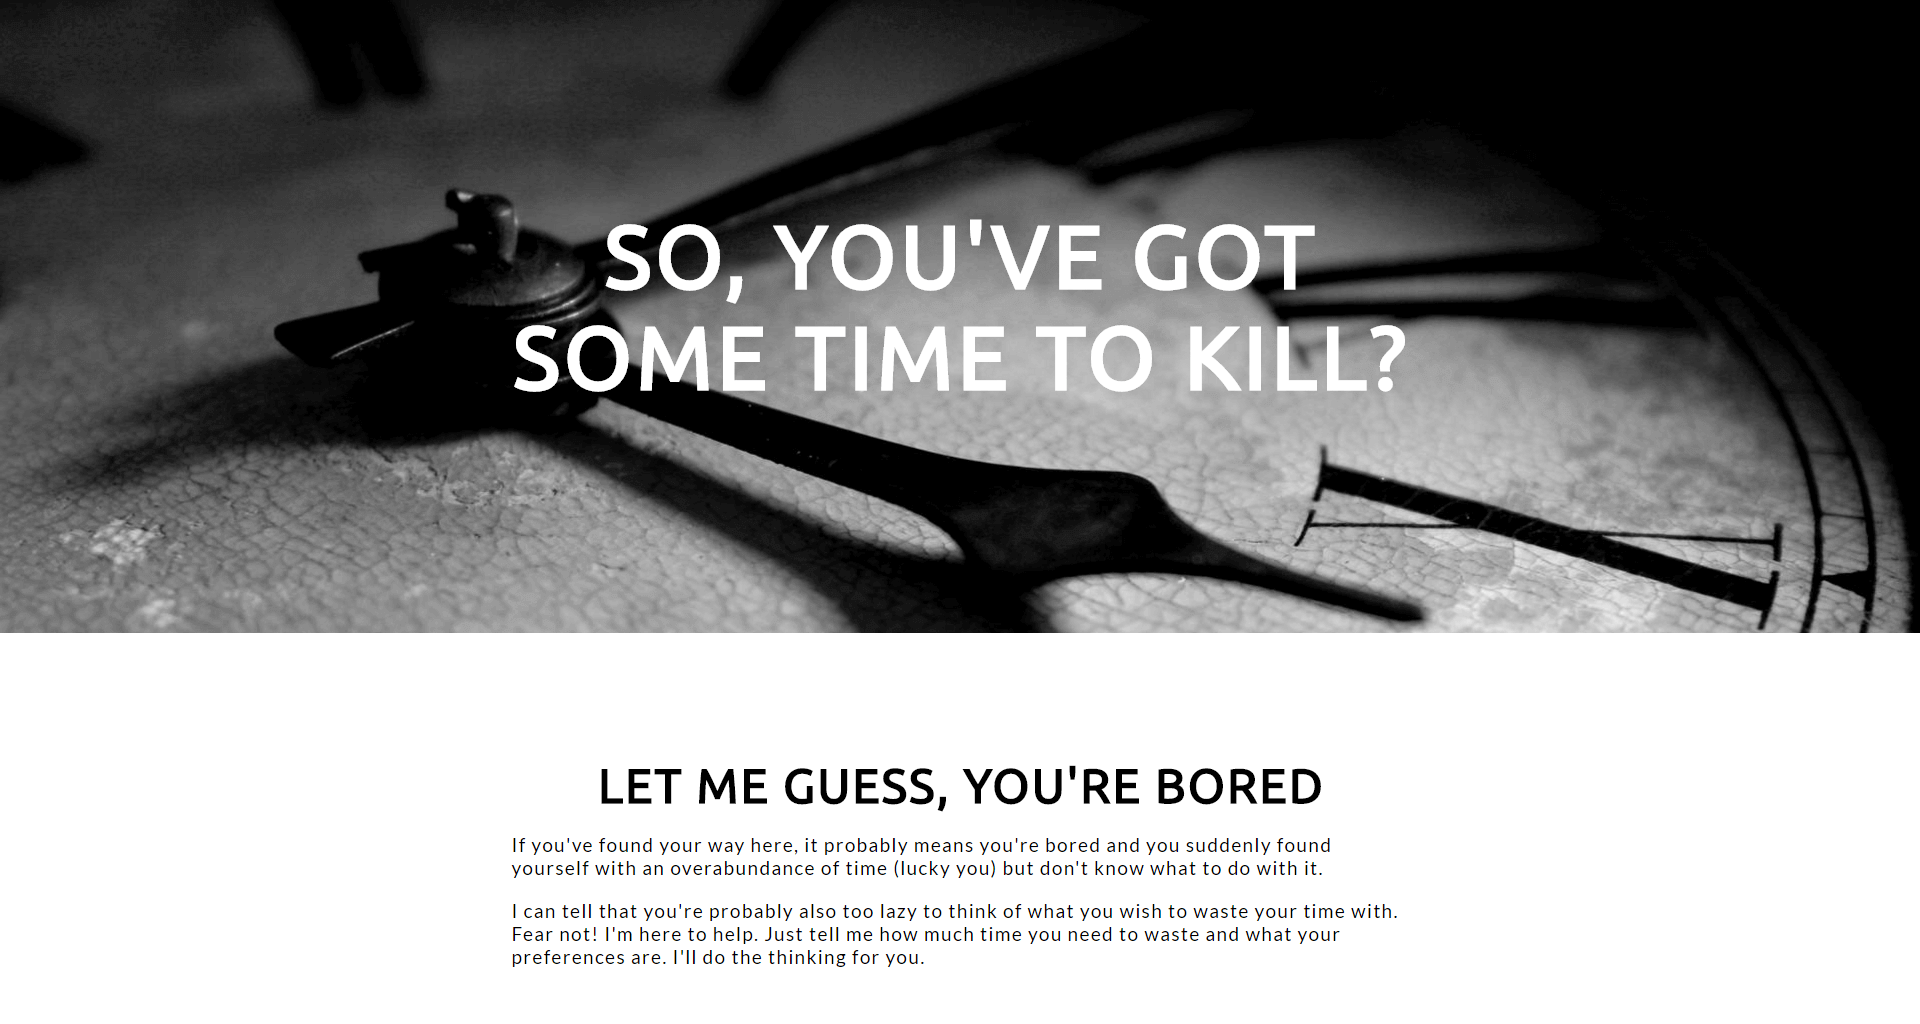 SO, YOU'VE GOT
SOME TIME TO KILL?
LET ME GUESS, YOU'RE BORED
If you've found your way here, it probably means you're bored and you suddenly found
yourself with an overabundance of time (lucky you) but don't know what to do with it.
I can tell that you're probably also too lazy to think of what you wish to waste your time with.
Fear not! I'm here to help. Just tell me how much time you need to waste and what your
preferences are. I'll do the thinking for you.